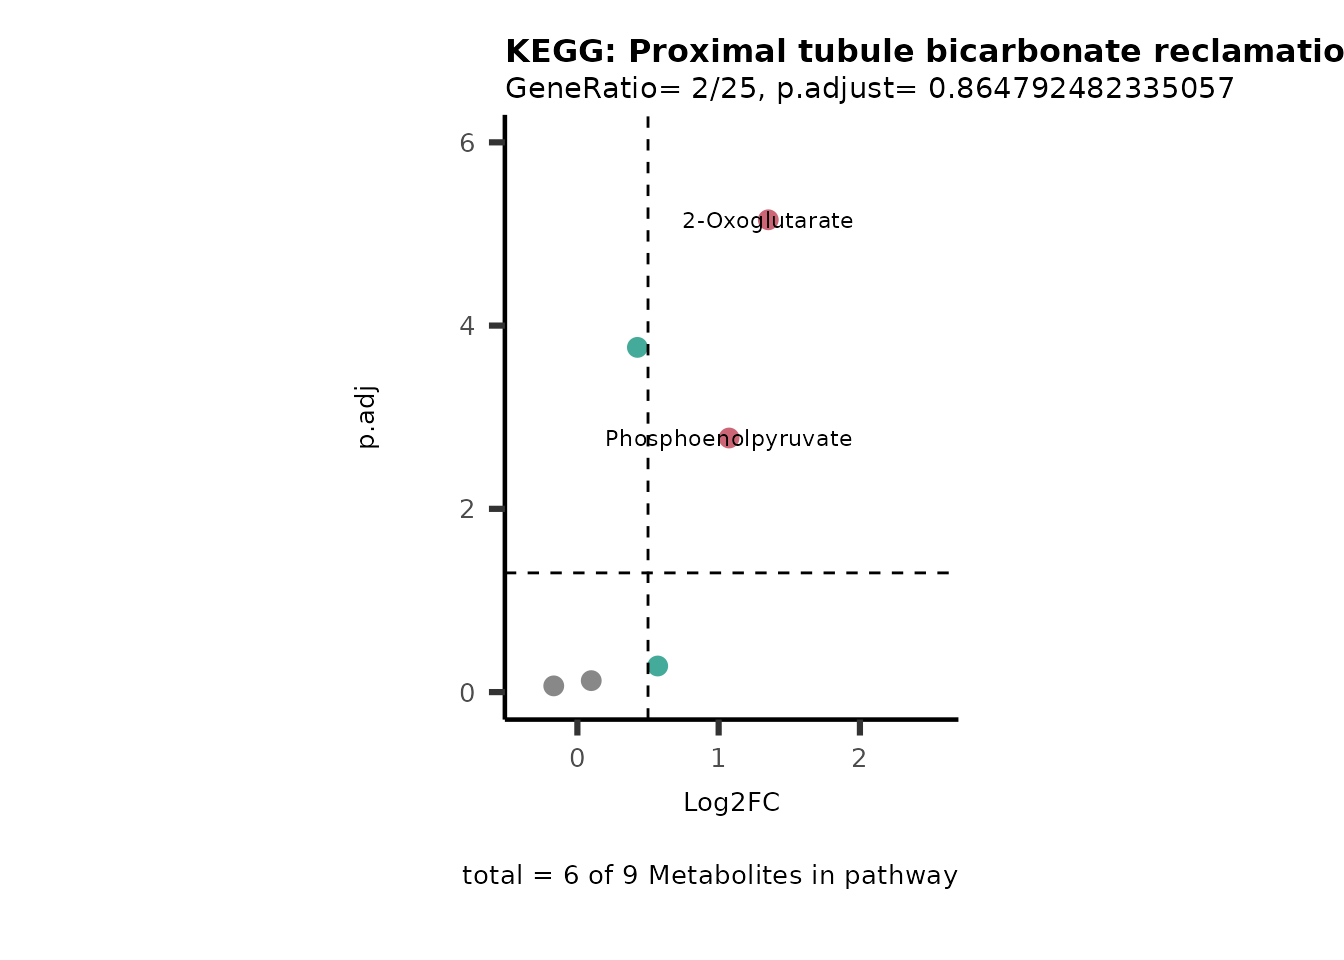 KEGG: Proximal tubule bicarbonate reclamatio
GeneRatio= 2/25, p.adjust= 0.864792482335057
6
2-Oxoglutarate
4
p.adj
Phosphoenolpyruvate
2
0
0 1 2
Log2FC
total = 6 of 9 Metabolites in pathway